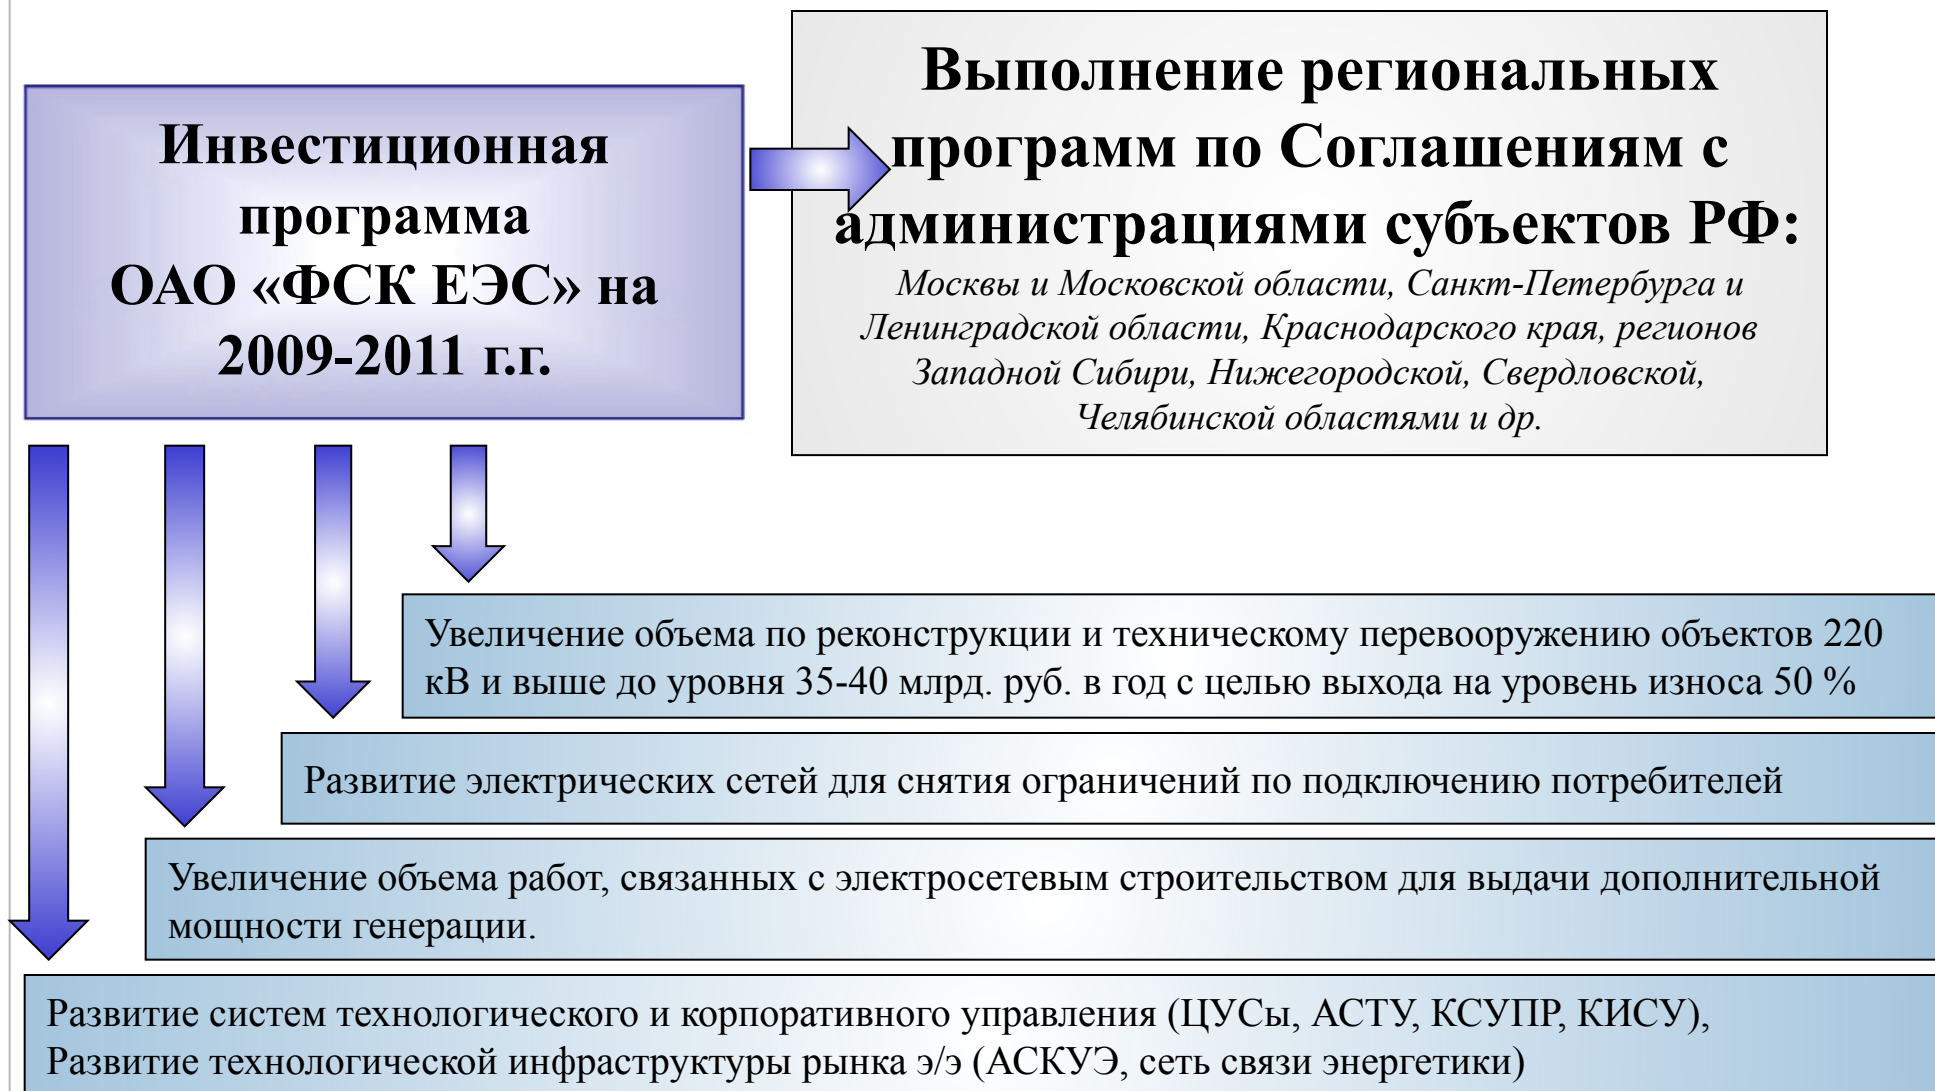 Инвестиционная
программа
ОАО «ФСК ЕЭС» на
2009-2011 г.г.
Выполнение региональных
программ по Соглашениям с
администрациями субъектов РФ:
Москвы и Московской области, Санкт-Петербурга и
Ленинградской области, Краснодарского края, регионов
Западной Сибири, Нижегородской, Свердловской,
Челябинской областями и др.
Увеличение объема по реконструкции и техническому перевооружению объектов 220
кВ и выше до уровня 35-40 млрд. руб. в год с целью выхода на уровень износа 50 %
Развитие электрических сетей для снятия ограничений по подключению потребителей
Увеличение объема работ, связанных с электросетевым строительством для выдачи дополнительной
мощности генерации.
Развитие систем технологического и корпоративного управления (ЦУСы, АСТУ, КСУПР, КИСУ),
Развитие технологической инфраструктуры рынка э/э (АСКУЭ, сеть связи энергетики)